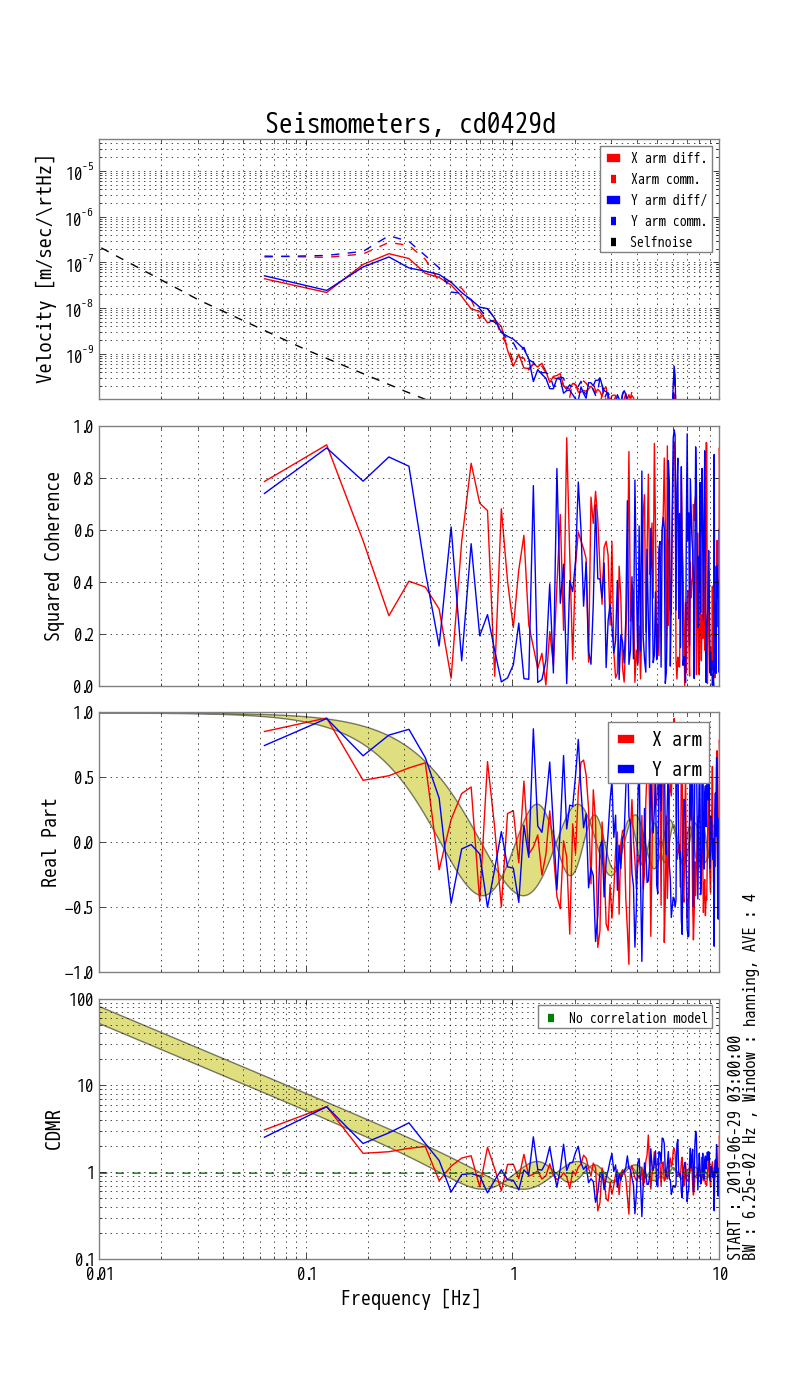 Seismometers, cd0429d
Velocity [m/sec/\rtHz]
10^-5
10^-6
10^-7
10^-8
10^-9
X arm diff.
Xarm comm.
Y arm diff/
Y arm comm.
Selfnoise
Squared Coherence
1.0
0.8
0.6
0.4
0.2
0.0
Real Part
1.0
0.5
0.0
−0.5
−1.0
X arm
Y arm
CDMR
100
10
1
0.1
No correlation model
0.01
0.1
1
10
Frequency [Hz]
START : 2019-06-29 03:00:00
BW : 6.25e-02 Hz , Window : hanning, AVE : 4